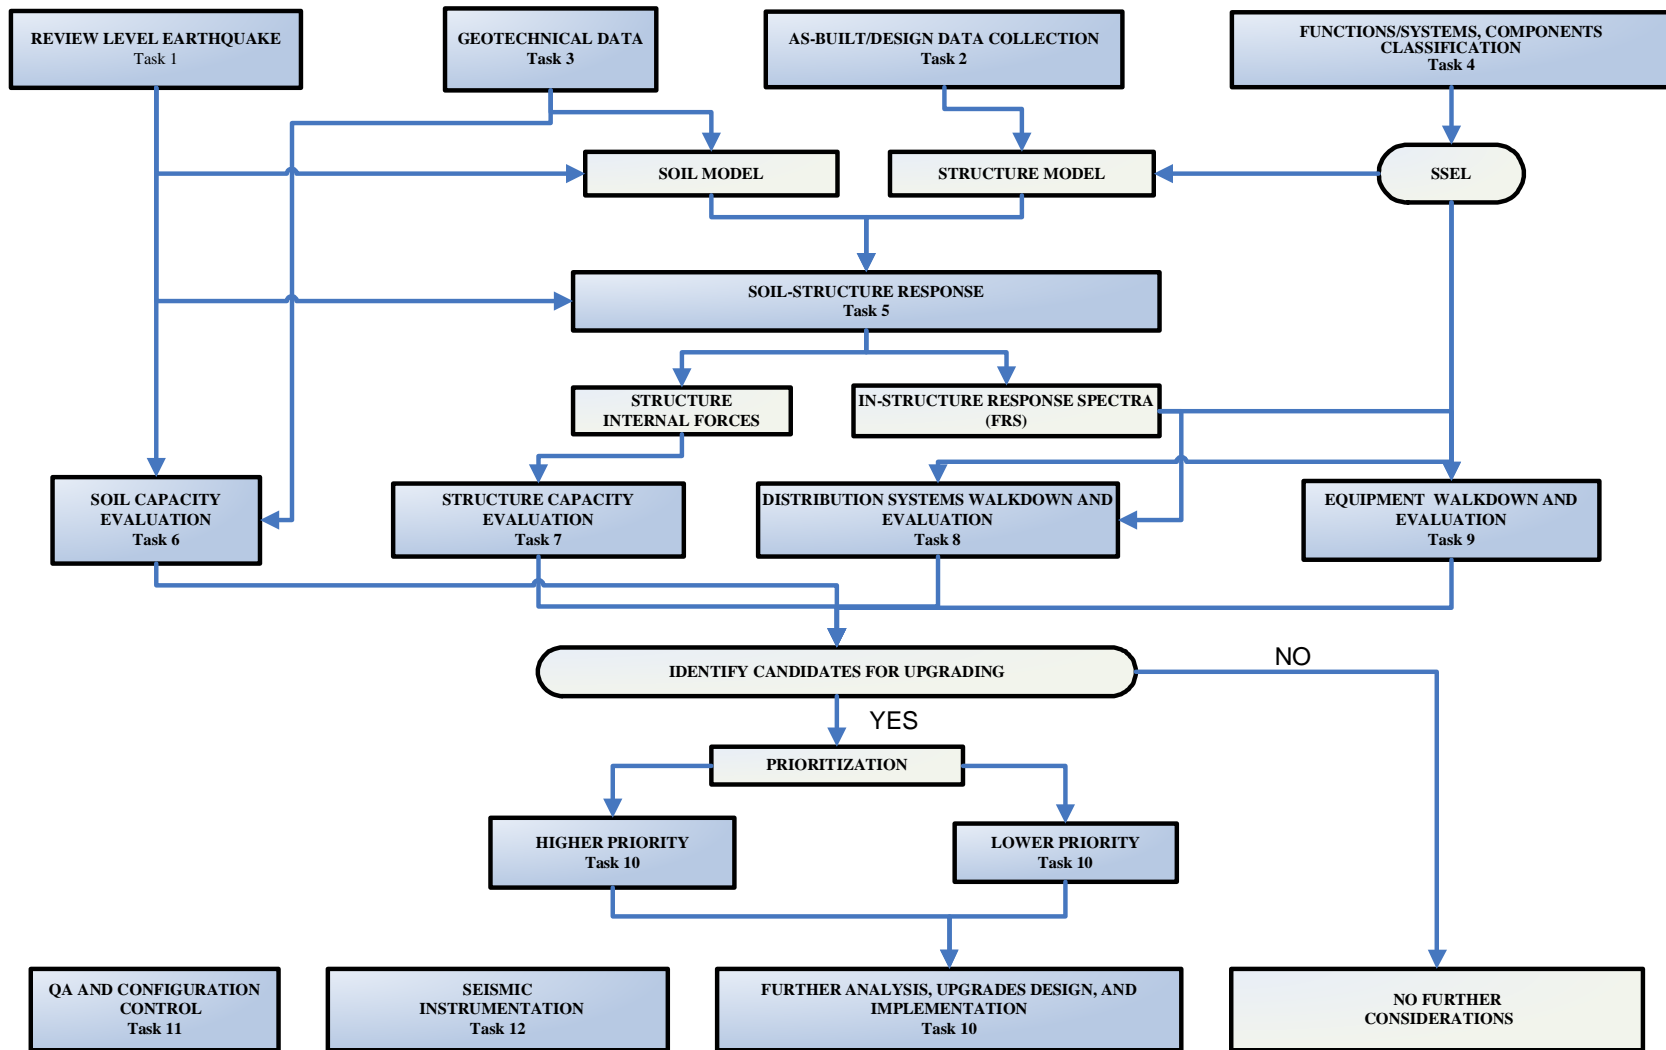 REVIEW LEVEL EARTHQUAKE
Task 1
GEOTECHNICAL DATA
Task 3
AS-BUILT/DESIGN DATA COLLECTION
Task 2
FUNCTIONS/SYSTEMS, COMPONENTS
CLASSIFICATION
Task 4
SOIL MODEL
STRUCTURE MODEL
SSEL
SOIL-STRUCTURE RESPONSE
Task 5
STRUCTURE
INTERNAL FORCES
IN-STRUCTURE RESPONSE SPECTRA
(FRS)
SOIL CAPACITY
EVALUATION
Task 6
STRUCTURE CAPACITY
EVALUATION
Task 7
DISTRIBUTION SYSTEMS WALKDOWN AND
EVALUATION
Task 8
EQUIPMENT WALKDOWN AND
EVALUATION
Task 9
IDENTIFY CANDIDATES FOR UPGRADING
NO
YES
PRIORITIZATION
HIGHER PRIORITY
Task 10
LOWER PRIORITY
Task 10
QA AND CONFIGURATION
CONTROL
Task 11
SEISMIC
INSTRUMENTATION
Task 12
FURTHER ANALYSIS, UPGRADES DESIGN, AND
IMPLEMENTATION
Task 10
NO FURTHER
CONSIDERATIONS